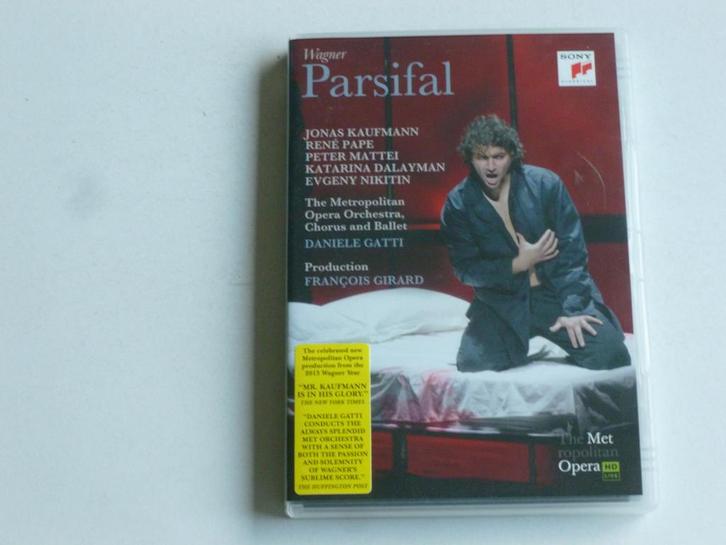 Wagner
Parsifal
SONY
CLASSICAL
JONAS KAUFMANN
RENÉ PAPE
PETER MATTEI
KATARINA DALAYMAN
EVGENY NIKITIN
The Metropolitan
Opera Orchestra,
Chorus and Ballet
DANIELE GATTI
Production
FRANÇOIS GIRARD
The celebrated new
Metropolitan Opera
production from the
2013 Wagner Year
"MR. KAUFMANN
IS IN HIS GLORY."
THE NEW YORK TIMES
"DANIELE GATTI
CONDUCTS THE
ALWAYS SPLENDID
MET ORCHESTRA
WITH A SENSE OF
BOTH THE PASSION
AND SOLEMNITY
OF WAGNER'S
SUBLIME SCORE."
THE HUFFINGTON POST
The Met
ropolitan
Opera HD
LIVE